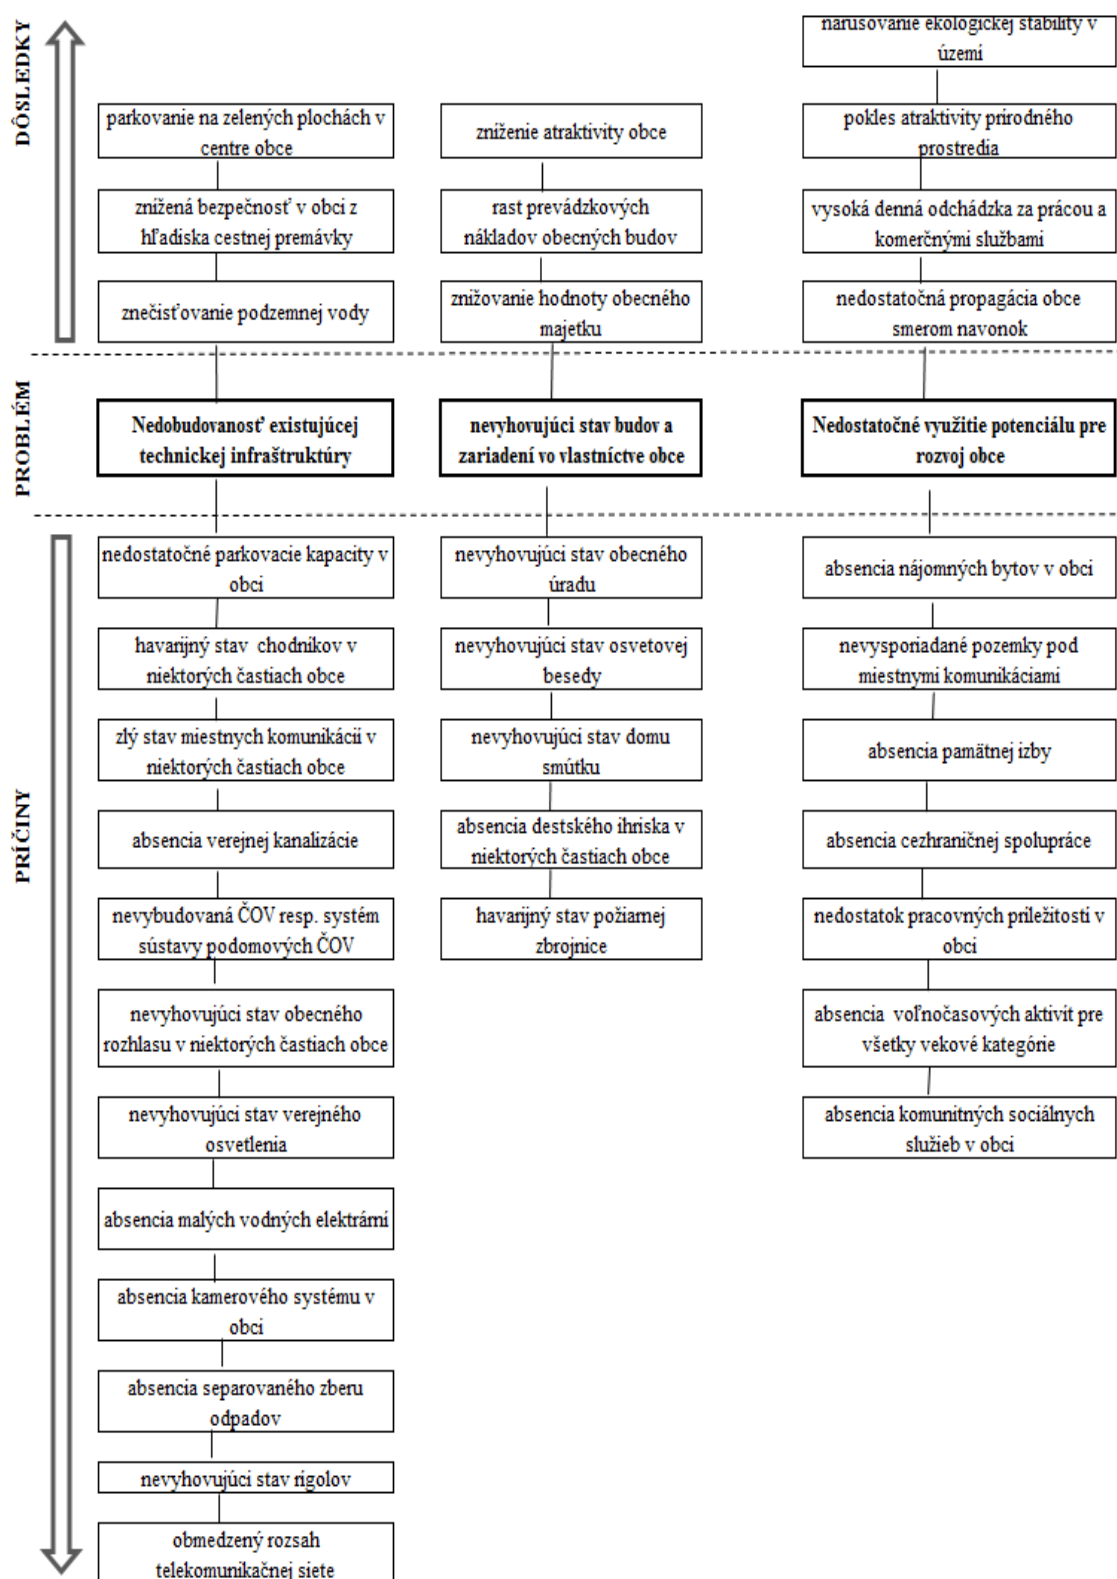 DÔSLEDKY
parkovanie na zelených plochách v
centre obce
znížená bezpečnosť v obci z
hľadiska cestnej premávky
znečisťovanie podzemnej vody
zníženie atraktivity obce
rast prevádzkových
nákladov obecných budov
znižovanie hodnoty obecného
majetku
narušovanie ekologickej stability v
území
pokles atraktivity prírodného
prostredia
vysoká denná odchádzka za prácou a
komerčnými službami
nedostatočná propagácia obce
smerom navonok
PROBLÉM
Nedobudovanosť existujúcej
technickej infraštruktúry
nevyhovujúci stav budov a
zariadení vo vlastníctve obce
Nedostatočné využitie potenciálu pre
rozvoj obce
PRÍČINY
nedostatočné parkovacie kapacity v
obci
havarijný stav chodníkov v
niektorých častiach obce
zlý stav miestnych komunikácii v
niektorých častiach obce
absencia verejnej kanalizácie
nevybudovaná ČOV resp. systém
sústavy podomových ČOV
nevyhovujúci stav obecného
rozhlasu v niektorých častiach obce
nevyhovujúci stav verejného
osvetlenia
absencia malých vodných elektrární
absencia kamerového systému v
obci
absencia separovaného zberu
odpadov
nevyhovujúci stav rigolov
obmedzený rozsah
telekomunikačnej siete
nevyhovujúci stav obecného
úradu
nevyhovujúci stav osvetovej
besedy
nevyhovujúci stav domu
smútku
absencia destského ihriska v
niektorých častiach obce
havarijný stav požiarnej
zbrojnice
absencia nájomných bytov v obci
nevysporiadané pozemky pod
miestnymi komunikáciami
absencia pamätnej izby
absencia cezhraničnej spolupráce
nedostatok pracovných príležitostí v
obci
absencia voľnočasových aktivít pre
všetky vekové kategórie
absencia komunitných sociálnych
služieb v obci